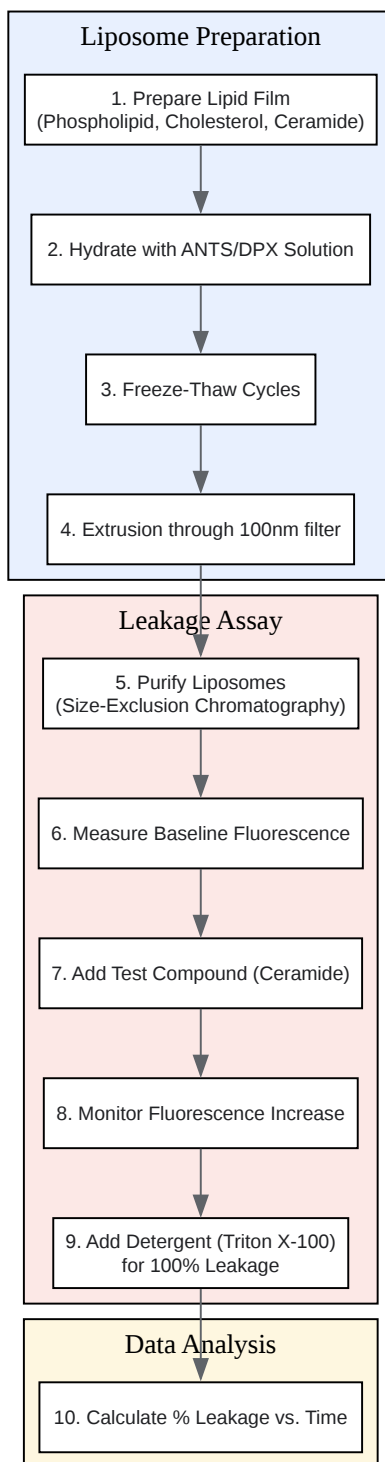 Liposome Preparation
1. Prepare Lipid Film
(Phospholipid, Cholesterol, Ceramide)
2. Hydrate with ANTS/DPX Solution
3. Freeze-Thaw Cycles
4. Extrusion through 100nm filter
Leakage Assay
5. Purify Liposomes
(Size-Exclusion Chromatography)
6. Measure Baseline Fluorescence
7. Add Test Compound (Ceramide)
8. Monitor Fluorescence Increase
9. Add Detergent (Triton X-100)
for 100% Leakage
Data Analysis
10. Calculate % Leakage vs. Time